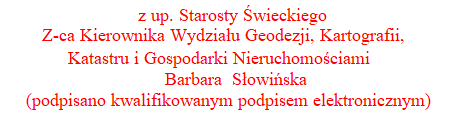 z up. Starosty Świeckiego
Z-ca Kierownika Wydziału Geodezji, Kartografii,
Katastru i Gospodarki Nieruchomościami
Barbara Słowińska
(podpisano kwalifikowanym podpisem elektronicznym)